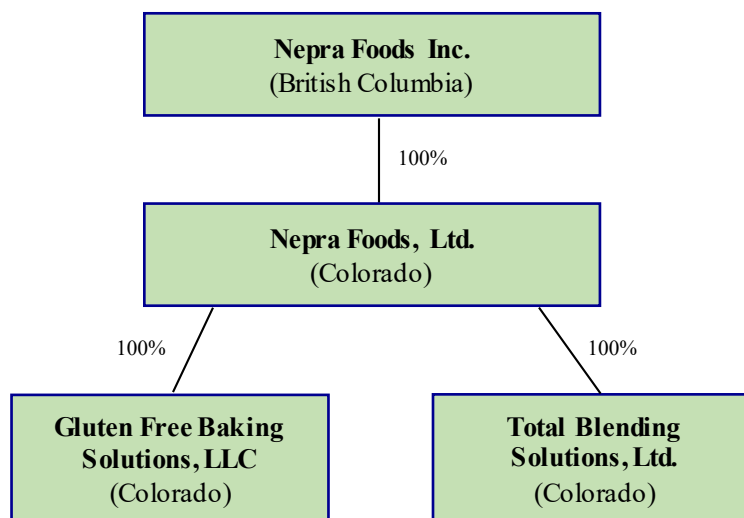 Nepra Foods Inc.
(British Columbia)
100%
Nepra Foods, Ltd.
(Colorado)
100%
100%
Gluten Free Baking
Solutions, LLC
(Colorado)
Total Blending
Solutions, Ltd.
(Colorado)